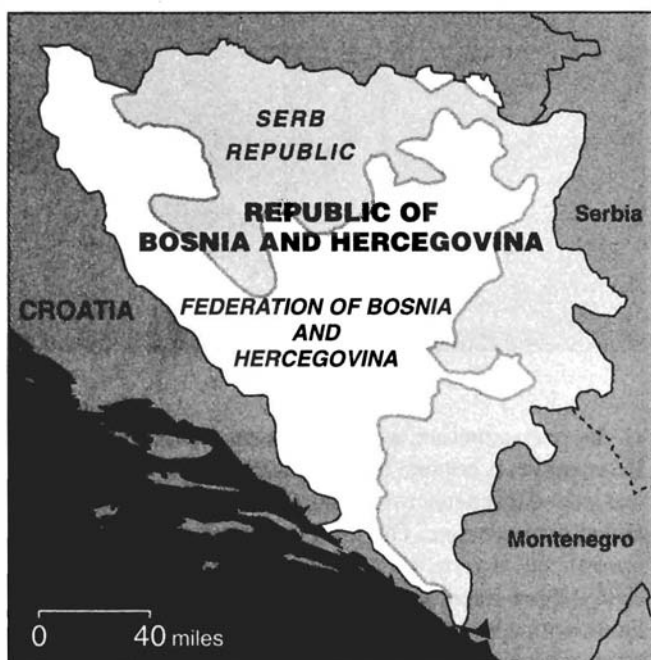 SERB
REPUBLIC
REPUBLIC OF
BOSNIA AND HERCEGOVINA
Serbia
CROATIA
FEDERATION OF BOSNIA
AND
HERCEGOVINA
Montenegro
0 40 miles